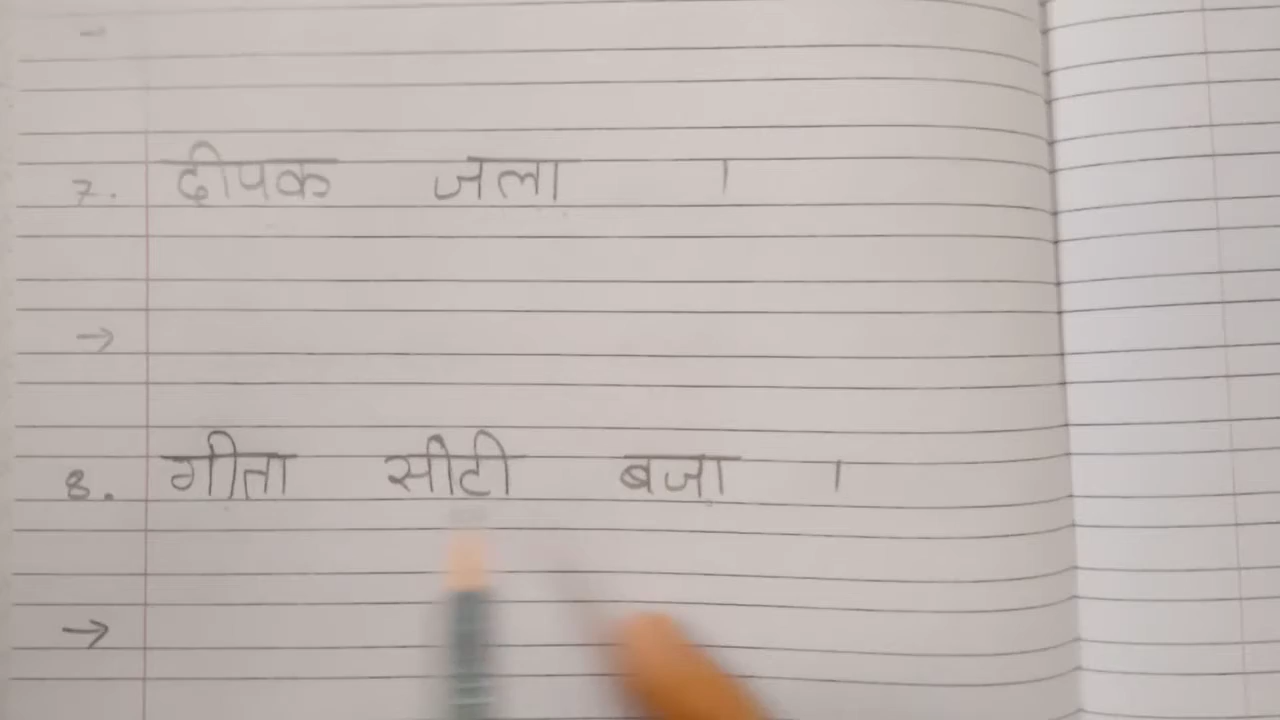 7. दीपक जला ।
→
8. गीता सीटी बजा ।
→